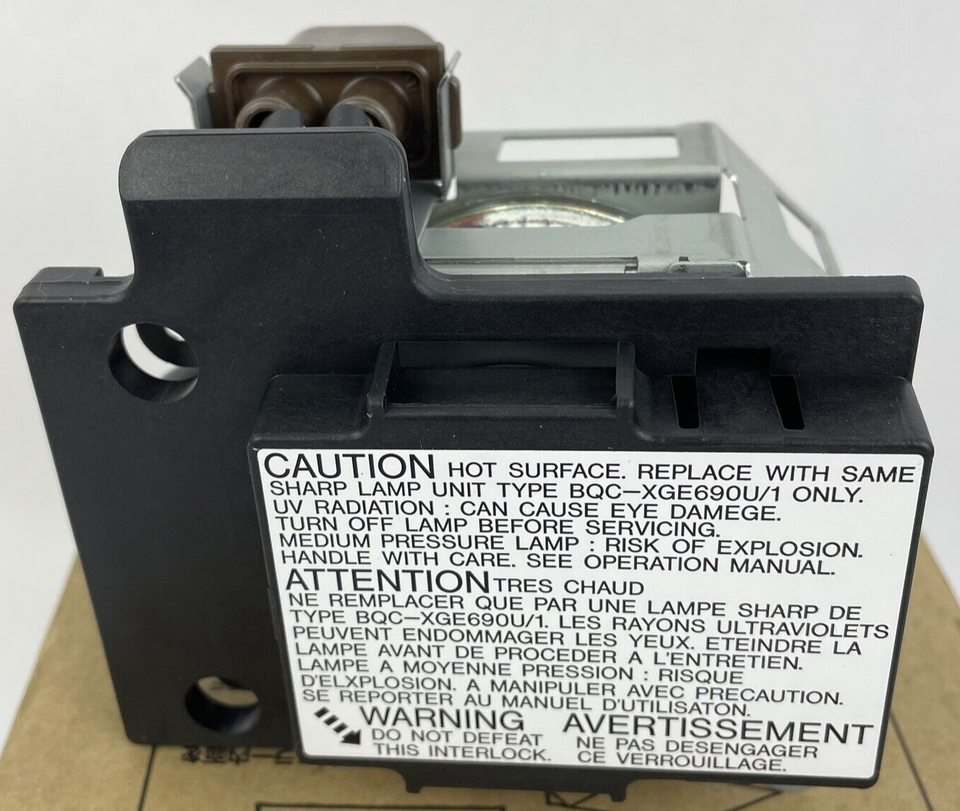 CAUTION HOT SURFACE. REPLACE WITH SAME
SHARP LAMP UNIT TYPE BQC–XGE690U/1 ONLY.
UV RADIATION : CAN CAUSE EYE DAMEGE.
TURN OFF LAMP BEFORE SERVICING.
MEDIUM PRESSURE LAMP : RISK OF EXPLOSION.
HANDLE WITH CARE. SEE OPERATION MANUAL.
ATTENTION TRES CHAUD
NE REMPLACER QUE PAR UNE LAMPE SHARP DE
TYPE BQC–XGE690U/1. LES RAYONS ULTRAVIOLETS
PEUVENT ENDOMMAGER LES YEUX. ETEINDRE LA
LAMPE AVANT DE PROCEDER A L'ENTRETIEN.
LAMPE A MOYENNE PRESSION : RISQUE
D'ELXPLOSION. A MANIPULER AVEC PRECAUTION.
SE REPORTER AU MANUEL D'UTILISATON.
WARNING AVERTISSEMENT
DO NOT DEFEAT NE PAS DESENGAGER
THIS INTERLOCK. CE VERROUILLAGE.